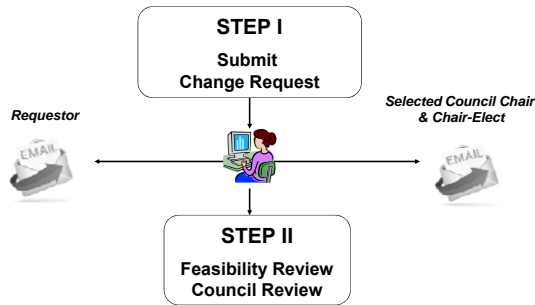 STEP I
Submit
Change Request
Requestor
Selected Council Chair
& Chair-Elect
EMAIL
EMAIL
STEP II
Feasibility Review
Council Review